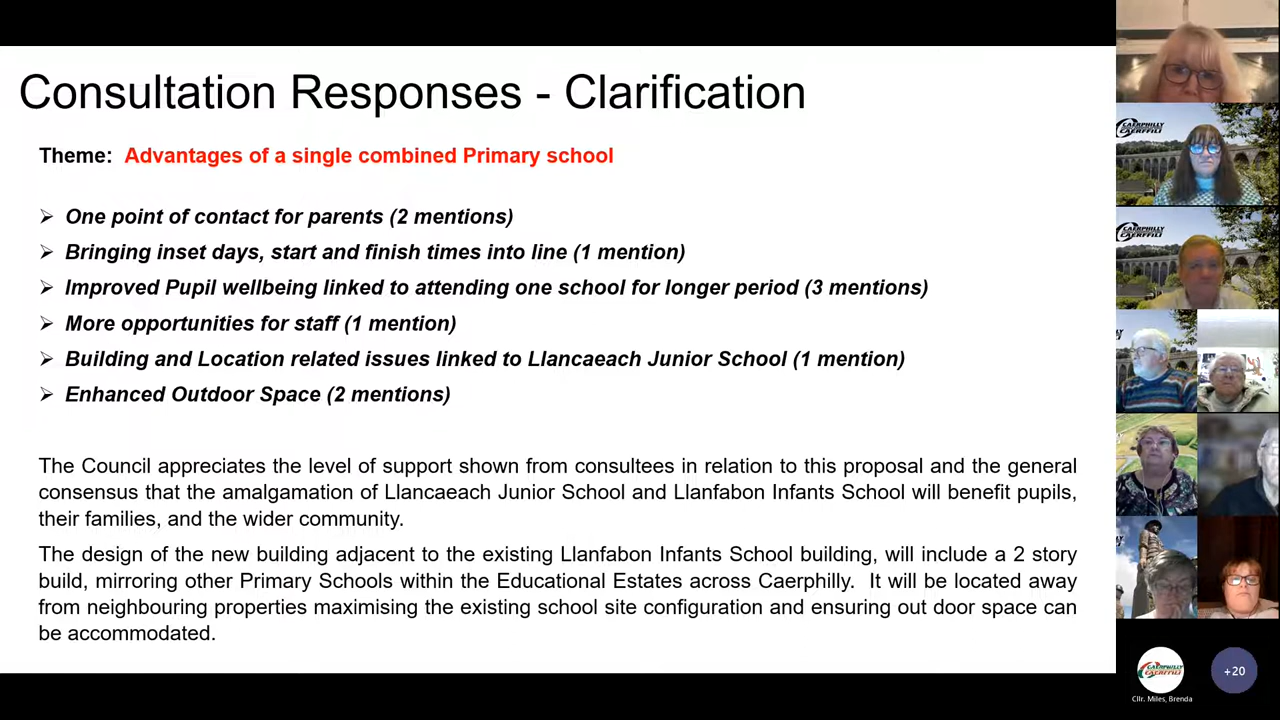 Consultation Responses - Clarification
Theme: Advantages of a single combined Primary school
➢ One point of contact for parents (2 mentions)
➢ Bringing inset days, start and finish times into line (1 mention)
➢ Improved Pupil wellbeing linked to attending one school for longer period (3 mentions)
➢ More opportunities for staff (1 mention)
➢ Building and Location related issues linked to Llancaeach Junior School (1 mention)
➢ Enhanced Outdoor Space (2 mentions)
The Council appreciates the level of support shown from consultees in relation to this proposal and the general
consensus that the amalgamation of Llancaeach Junior School and Llanfabon Infants School will benefit pupils,
their families, and the wider community.
The design of the new building adjacent to the existing Llanfabon Infants School building, will include a 2 story
build, mirroring other Primary Schools within the Educational Estates across Caerphilly. It will be located away
from neighbouring properties maximising the existing school site configuration and ensuring out door space can
be accommodated.
CAERPHILLY
CAERFFILI
CAERPHILLY
CAERFFILI
CAERPHILLY
CAERFFILI
+20
Cllr. Miles, Brenda